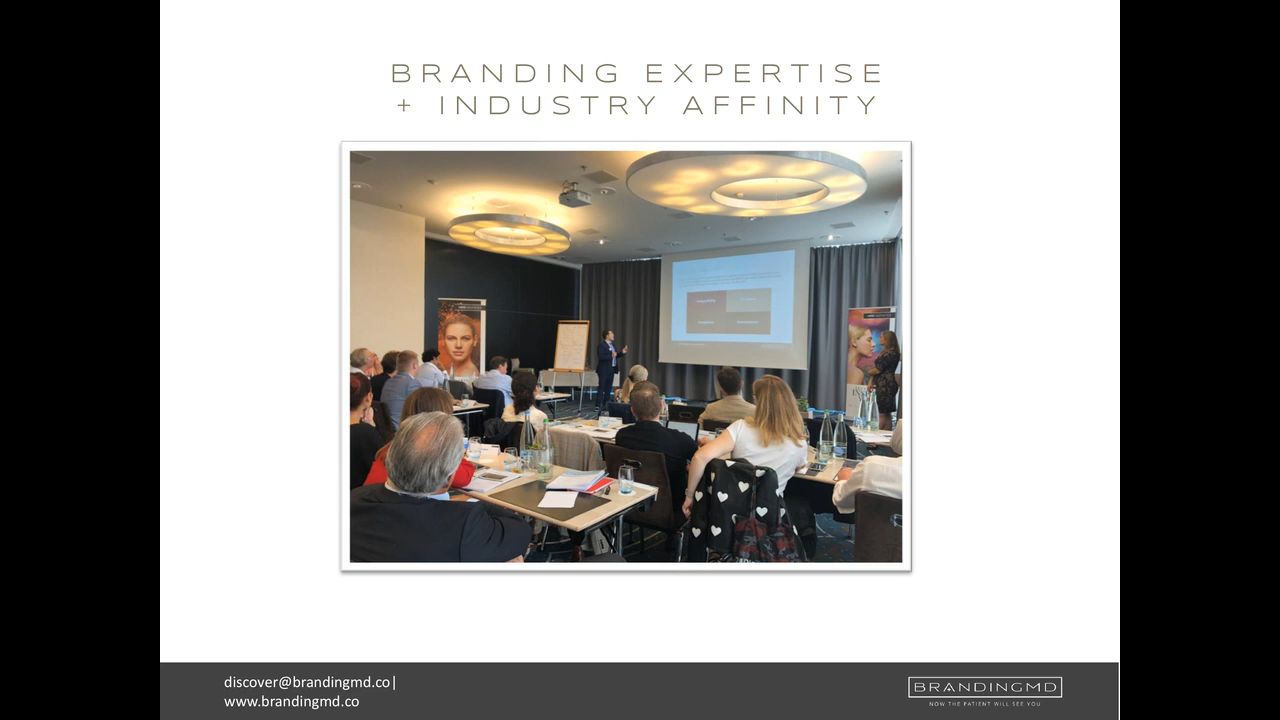 BRANDING EXPERTISE
+ INDUSTRY AFFINITY
discover@brandingmd.co|
www.brandingmd.co
BRANDINGMD
NOW THE PATIENT WILL SEE YOU